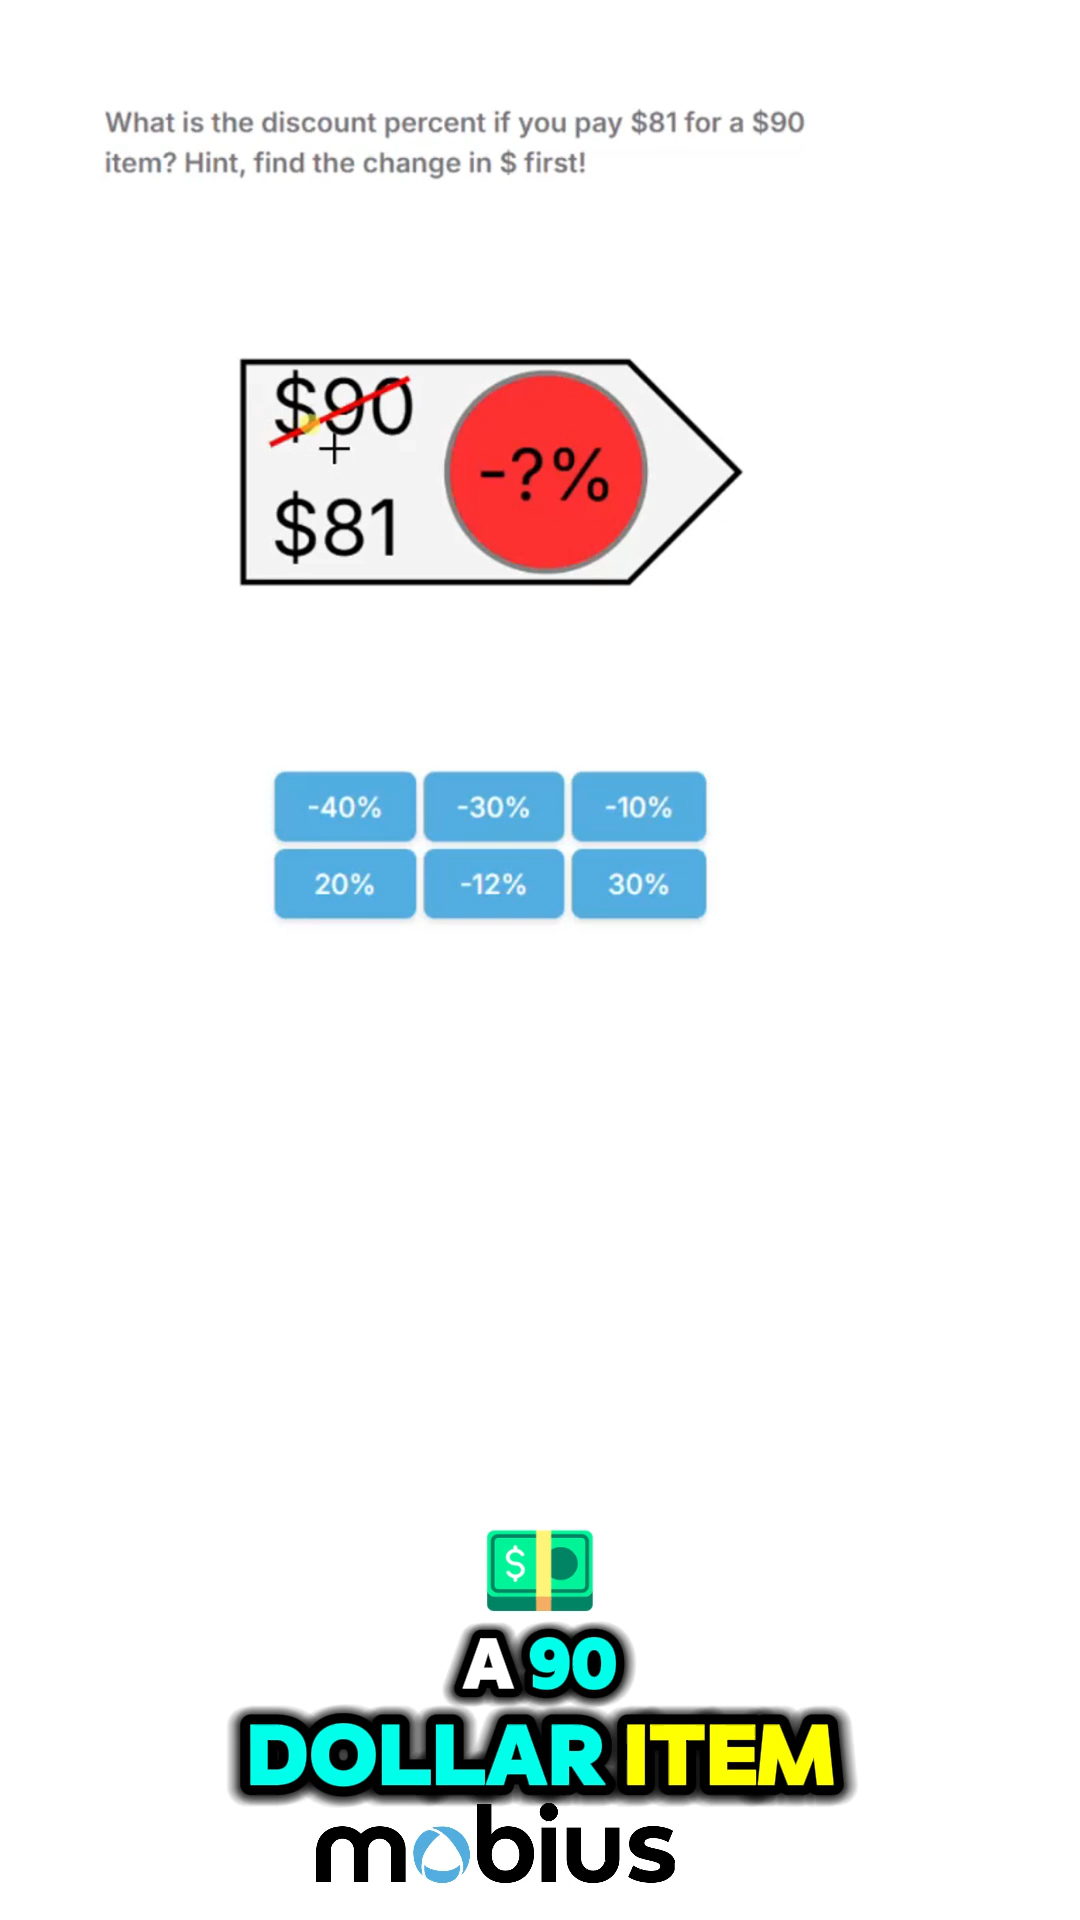 What is the discount percent if you pay $81 for a $90
item? Hint, find the change in $ first!
$90
-?%
$81
-40% -30% -10%
20% -12% 30%
$
A 90
DOLLAR ITEM
mobius